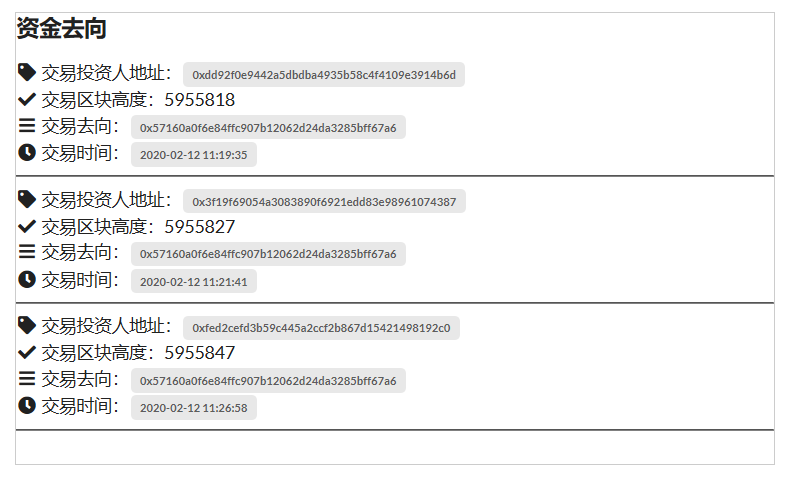 资金去向
交易投资人地址： 0xdd92f0e9442a5dbdba4935b58c4f4109e3914b6d
交易区块高度：5955818
交易去向： 0x57160a0f6e84ffc907b12062d24da3285bff67a6
交易时间： 2020-02-12 11:19:35
交易投资人地址： 0x3f19f69054a3083890f6921edd83e98961074387
交易区块高度：5955827
交易去向： 0x57160a0f6e84ffc907b12062d24da3285bff67a6
交易时间： 2020-02-12 11:21:41
交易投资人地址： 0xfed2cefd3b59c445a2ccf2b867d15421498192c0
交易区块高度：5955847
交易去向： 0x57160a0f6e84ffc907b12062d24da3285bff67a6
交易时间： 2020-02-12 11:26:58